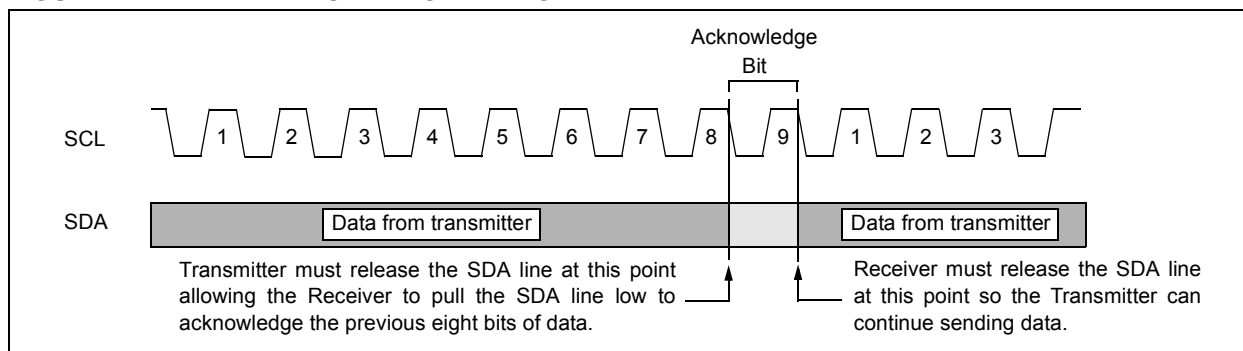 Acknowledge
Bit
SCL
1 2 3 4 5 6 7 8 9 1 2 3
SDA
Data from transmitter
Data from transmitter
Transmitter must release the SDA line at this point
allowing the Receiver to pull the SDA line low to
acknowledge the previous eight bits of data.
Receiver must release the SDA line
at this point so the Transmitter can
continue sending data.